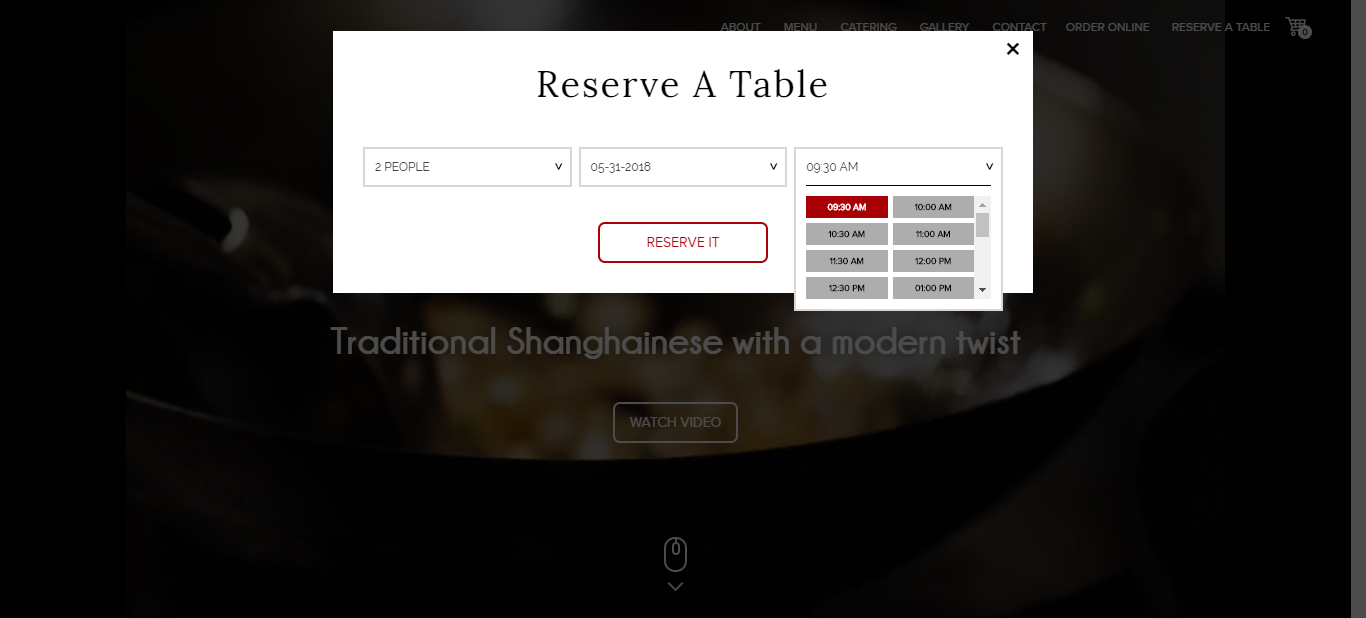 ABOUT MENU CATERING GALLERY CONTACT ORDER ONLINE RESERVE A TABLE 0
Reserve A Table
2 PEOPLE 05-31-2018 09:30 AM
09:30 AM 10:00 AM
10:30 AM 11:00 AM
11:30 AM 12:00 PM
12:30 PM 01:00 PM
RESERVE IT
Traditional Shanghainese with a modern twist
WATCH VIDEO